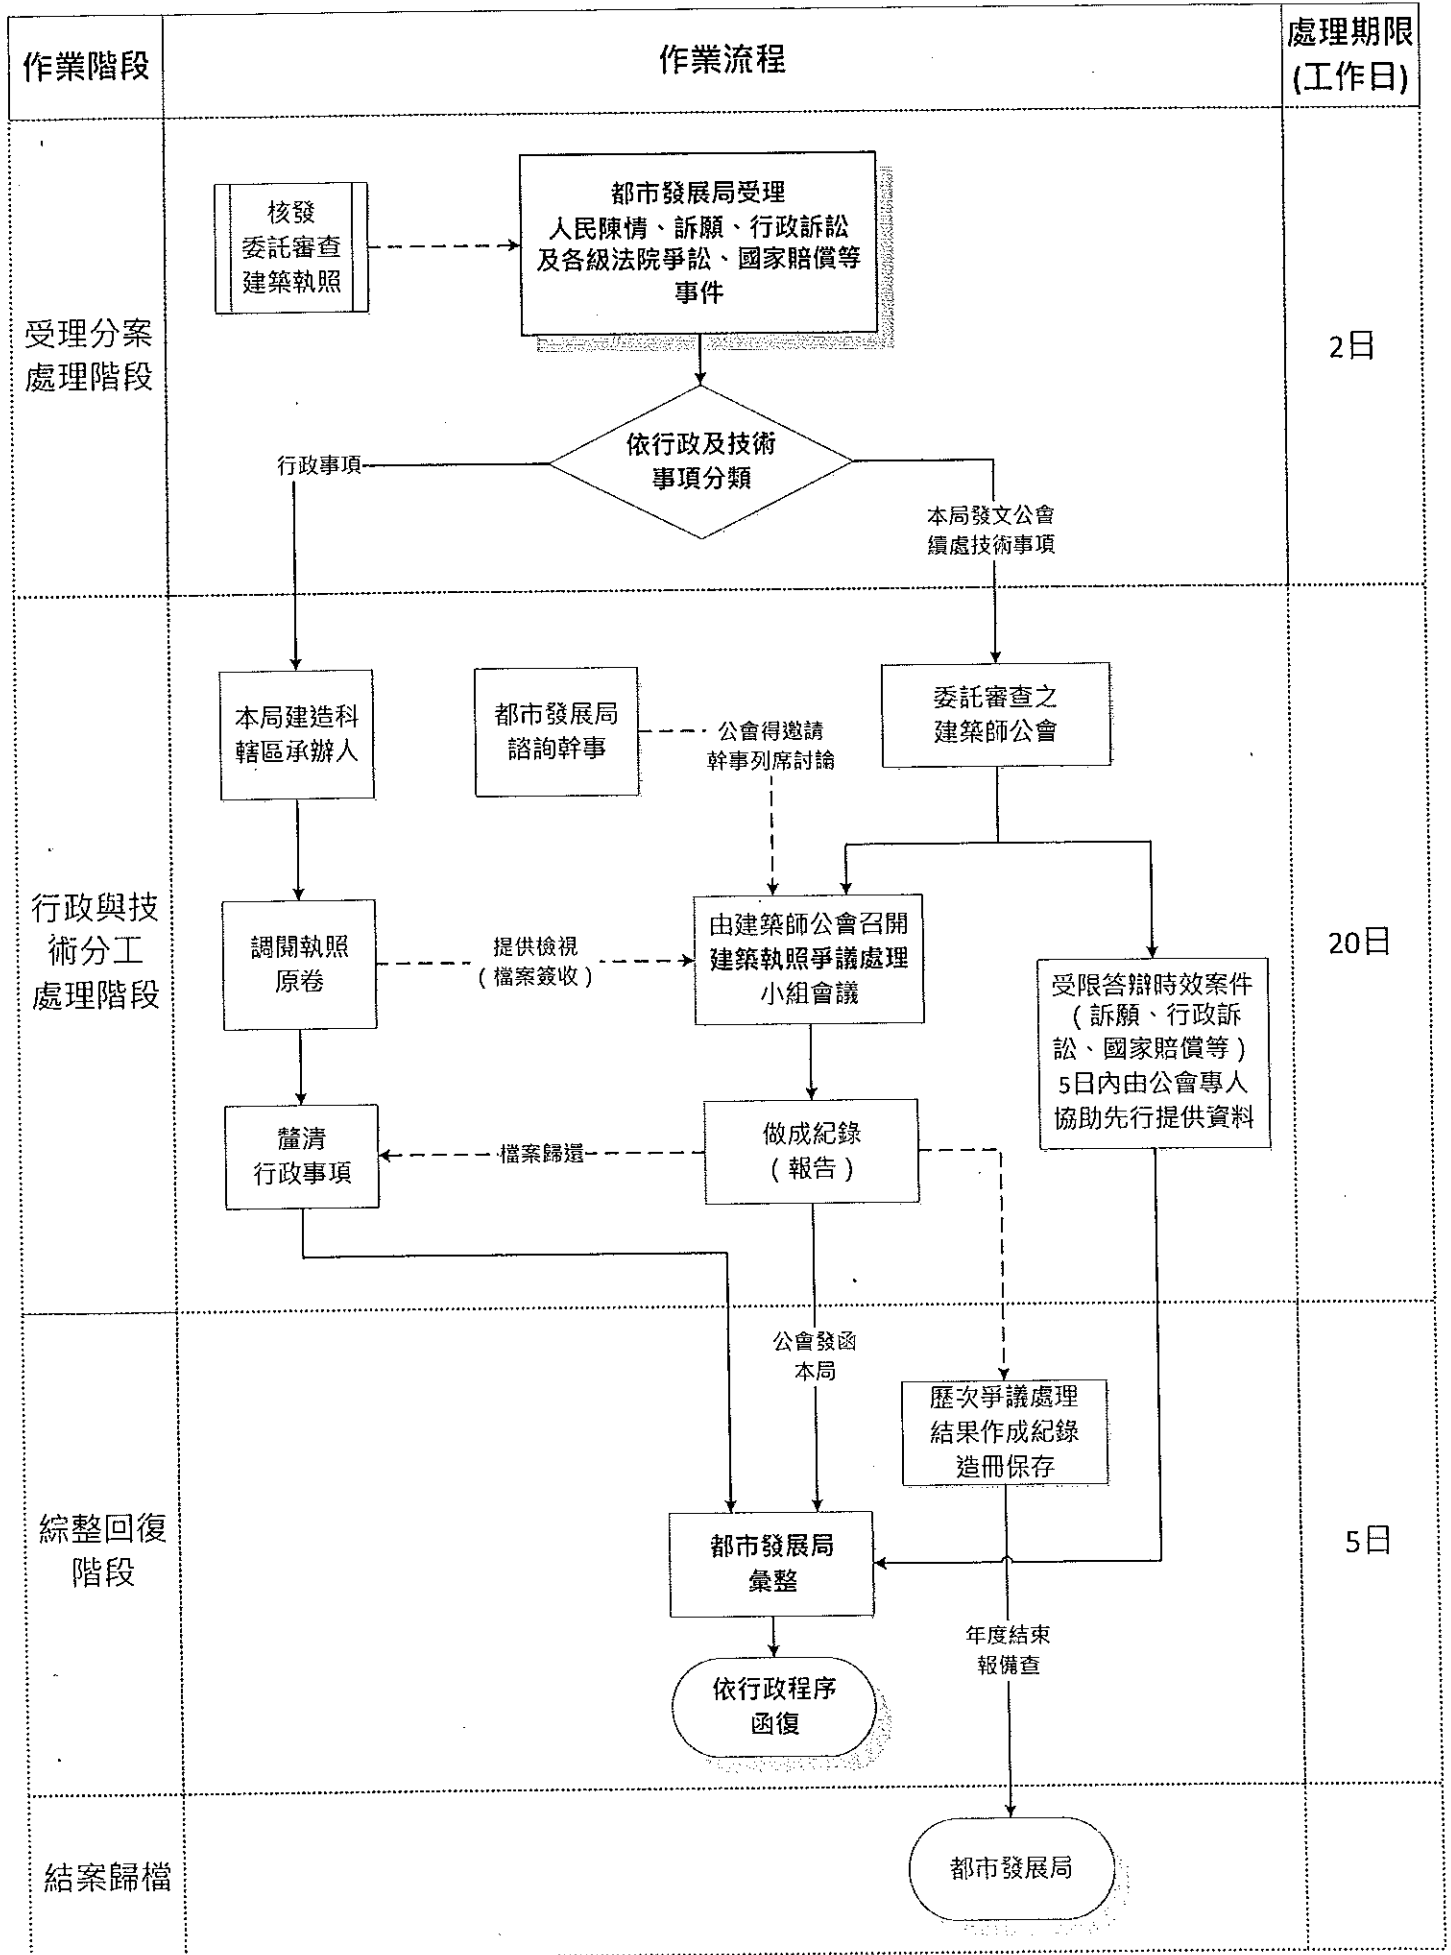 作業階段
作業流程
處理期限
(工作日)
核發
委託審查
建築執照
都市發展局受理
人民陳情、訴願、行政訴訟
及各級法院爭訟、國家賠償等
事件
受理分案
處理階段
2日
依行政及技術
事項分類
行政事項
本局發文公會
續處技術事項
本局建造科
轄區承辦人
都市發展局
諮詢幹事
公會得邀請
幹事列席討論
委託審查之
建築師公會
行政與技
術分工
處理階段
20日
調閱執照
原卷
提供檢視
(檔案簽收)
由建築師公會召開
建築執照爭議處理
小組會議
受限答辯時效案件
(訴願、行政訴
訟、國家賠償等)
5日內由公會專人
協助先行提供資料
釐清
行政事項
檔案歸還
做成紀錄
(報告)
公會發函
本局
歷次爭議處理
結果作成紀錄
造冊保存
綜整回復
階段
5日
都市發展局
彙整
年度結束
報備查
依行政程序
函復
結案歸檔
都市發展局